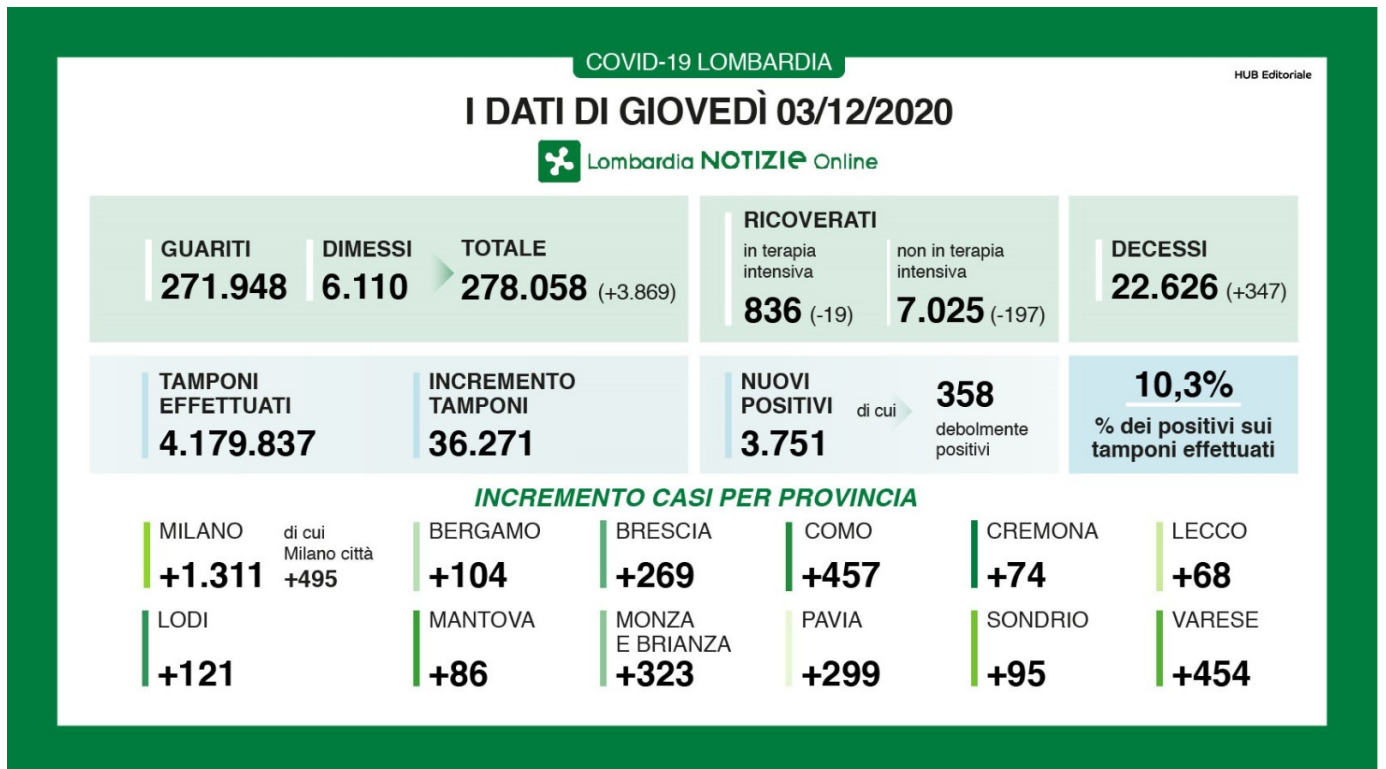 COVID-19 LOMBARDIA
HUB Editoriale
I DATI DI GIOVEDÌ 03/12/2020
Lombardia NOTIZIE Online
GUARITI
271.948
DIMESSI
6.110
TOTALE
278.058 (+3.869)
RICOVERATI
in terapia
intensiva
836 (-19)
non in terapia
intensiva
7.025 (-197)
DECESSI
22.626 (+347)
TAMPONI
EFFETTUATI
4.179.837
INCREMENTO
TAMPONI
36.271
NUOVI
POSITIVI
3.751
di cui
358
debolmente
positivi
10,3%
% dei positivi sui
tamponi effettuati
INCREMENTO CASI PER PROVINCIA
MILANO
+1.311
di cui
Milano città
+495
BERGAMO
+104
BRESCIA
+269
COMO
+457
CREMONA
+74
LECCO
+68
LODI
+121
MANTOVA
+86
MONZA
E BRIANZA
+323
PAVIA
+299
SONDRIO
+95
VARESE
+454